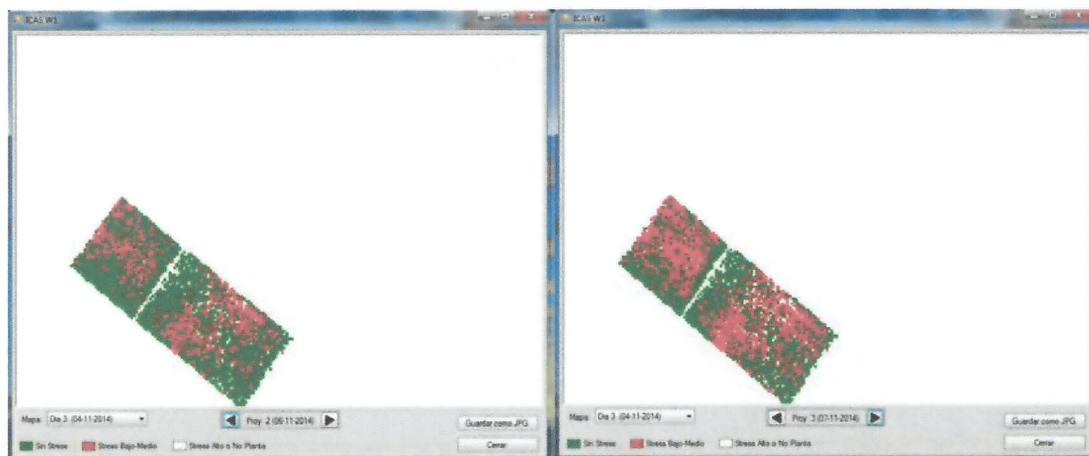 ICAS W3
Mapa: Dia 3 (04-11-2014) Proy 2 (06-11-2014) Guardar como JPG
Sin Stress Stress Bajo-Medio Stress Alto o No Planta Cerrar
ICAS W3
Mapa: Dia 3 (04-11-2014) Proy 3 (07-11-2014) Guardar como JPG
Sin Stress Stress Bajo-Medio Stress Alto o No Planta Cerrar